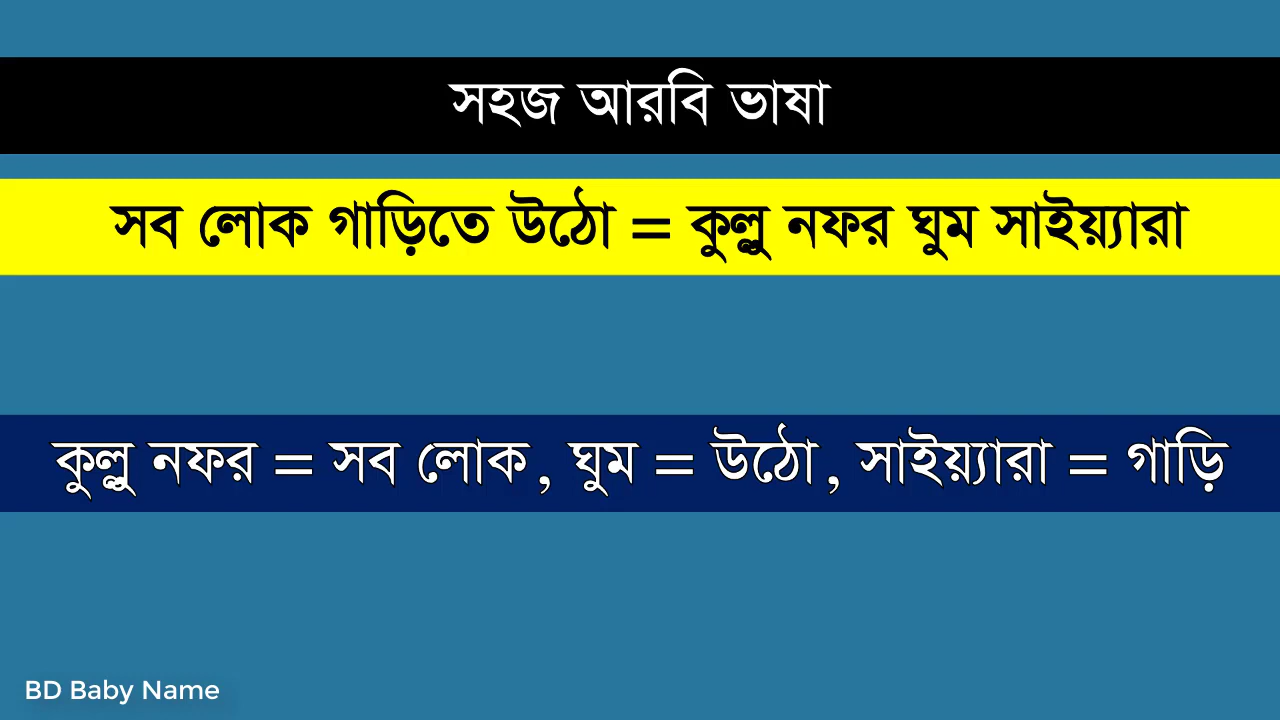 সহজ আরবি ভাষা
সব লোক গাড়িতে উঠো = কুল্লু নফর ঘুম সাইয়্যারা
কুল্লু নফর = সব লোক, ঘুম = উঠো, সাইয়্যারা = গাড়ি
BD Baby Name